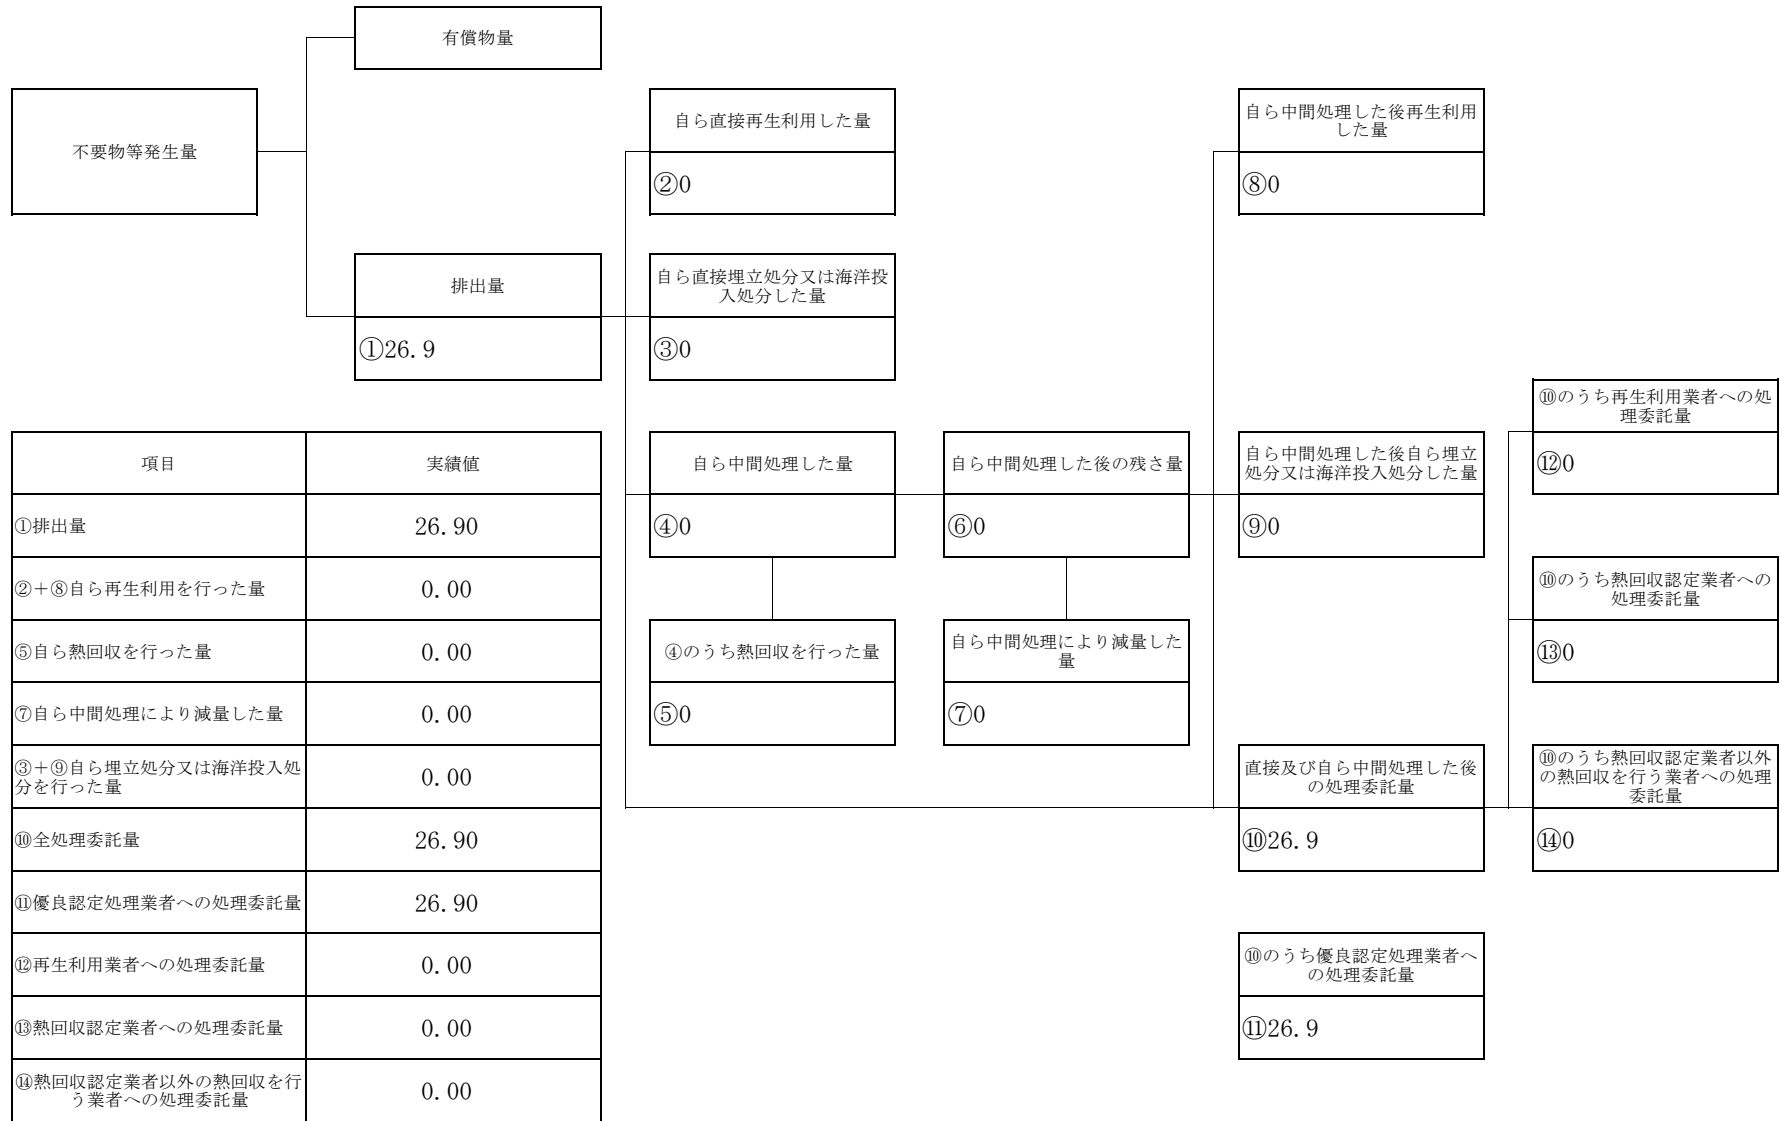 有償物量
不要物等発生量
自ら直接再生利用した量
②0
自ら中間処理した後再生利用
した量
⑧0
排出量
①26.9
自ら直接埋立処分又は海洋投
入処分した量
③0
⑩のうち再生利用業者への処
理委託量
⑫0
自ら中間処理した量
④0
自ら中間処理した後の残さ量
⑥0
自ら中間処理した後自ら埋立
処分又は海洋投入処分した量
⑨0
⑩のうち熱回収認定業者への
処理委託量
⑬0
④のうち熱回収を行った量
⑤0
自ら中間処理により減量した
量
⑦0
直接及び自ら中間処理した後
の処理委託量
⑩26.9
⑩のうち熱回収認定業者以外
の熱回収を行う業者への処理
委託量
⑭0
⑩のうち優良認定処理業者へ
の処理委託量
⑪26.9
項目 実績値
①排出量 26.90
②＋⑧自ら再生利用を行った量 0.00
⑤自ら熱回収を行った量 0.00
⑦自ら中間処理により減量した量 0.00
③＋⑨自ら埋立処分又は海洋投入処
分を行った量 0.00
⑩全処理委託量 26.90
⑪優良認定処理業者への処理委託量 26.90
⑫再生利用業者への処理委託量 0.00
⑬熱回収認定業者への処理委託量 0.00
⑭熱回収認定業者以外の熱回収を行
う業者への処理委託量 0.00